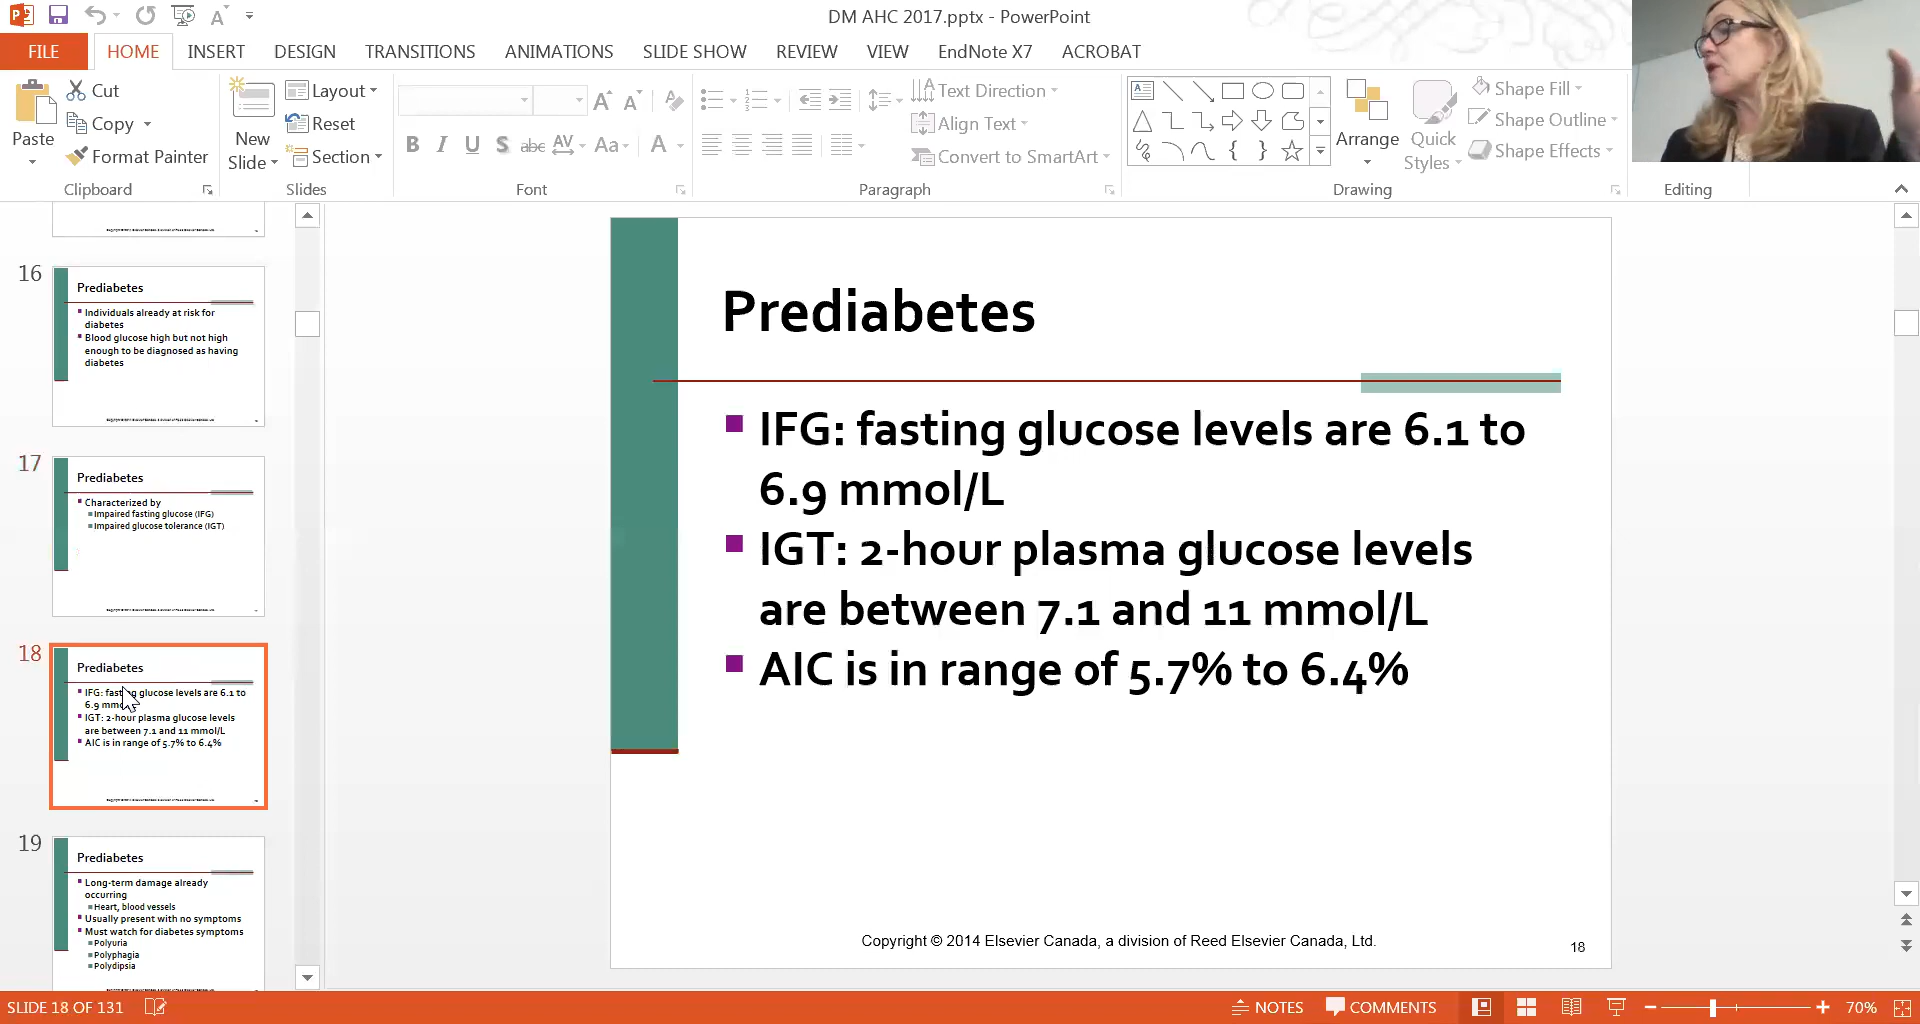 DM AHC 2017.pptx - PowerPoint
FILE HOME INSERT DESIGN TRANSITIONS ANIMATIONS SLIDE SHOW REVIEW VIEW EndNote X7 ACROBAT
Paste
Cut
Copy
Format Painter
Clipboard
New
Slide
Layout
Reset
Section
Slides
B I U S abc AV Aa A
Font
Text Direction
Align Text
Convert to SmartArt
Paragraph
Arrange
Quick
Styles
Shape Fill
Shape Outline
Shape Effects
Drawing
Editing
16
Prediabetes
Individuals already at risk for
diabetes
Blood glucose high but not high
enough to be diagnosed as having
diabetes
17
Prediabetes
Characterized by
Impaired fasting glucose (IFG)
Impaired glucose tolerance (IGT)
18
Prediabetes
IFG: fasting glucose levels are 6.1 to
6.9
IGT: 2-hour plasma glucose levels
are between 7.1 and 11 mmol/L
AIC is in range of 5.7% to 6.4%
19
Prediabetes
Long-term damage already
occurring
Heart, blood vessels
Usually present with no symptoms
Must watch for diabetes symptoms
Polyuria
Polyphagia
Polydipsia
Prediabetes
IFG: fasting glucose levels are 6.1 to
6.9 mmol/L
IGT: 2-hour plasma glucose levels
are between 7.1 and 11 mmol/L
AIC is in range of 5.7% to 6.4%
Copyright © 2014 Elsevier Canada, a division of Reed Elsevier Canada, Ltd.
18
SLIDE 18 OF 131
NOTES COMMENTS 70%